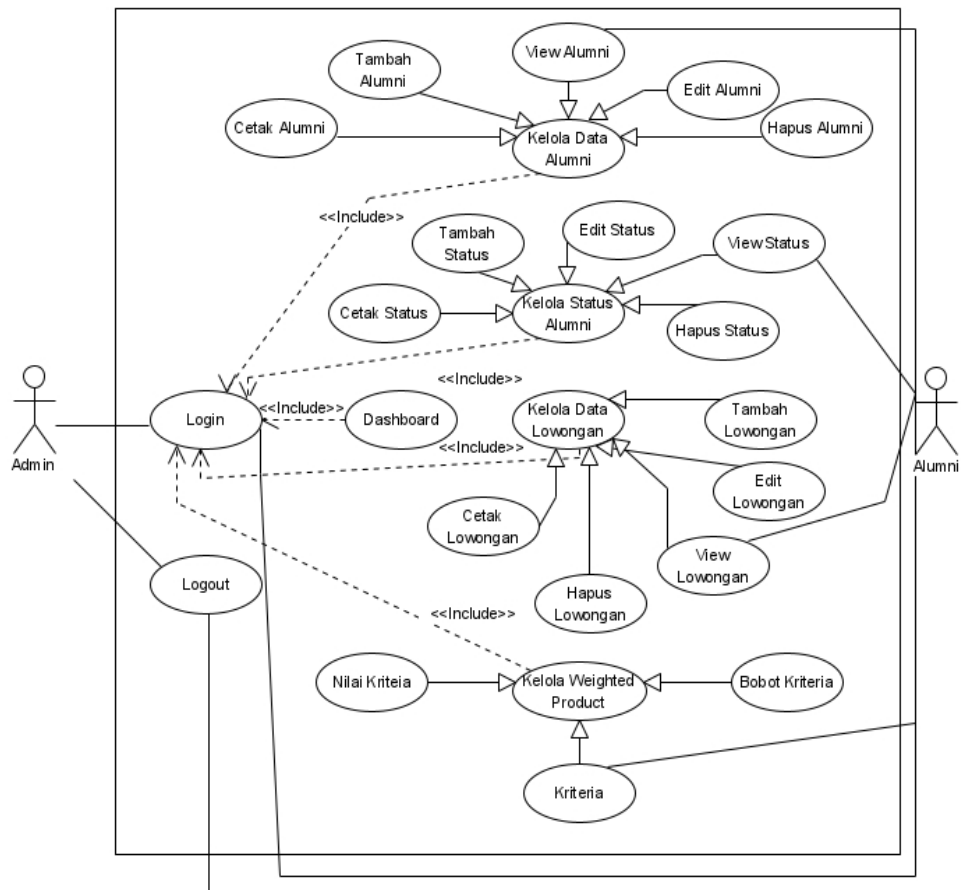 View Alumni
Tambah
Alumni
Edit Alumni
Cetak Alumni
Kelola Data
Alumni
Hapus Alumni
<<Include>>
Tambah
Status
Edit Status
View Status
Cetak Status
Kelola Status
Alumni
Hapus Status
<<Include>>
Admin
Login
<<Include>>
Dashboard
Kelola Data
Lowongan
Tambah
Lowongan
Alumni
<<Include>>
Edit
Lowongan
Cetak
Lowongan
View
Lowongan
Logout
Hapus
Lowongan
<<Include>>
Nilai Kriteia
Kelola Weighted
Product
Bobot Kriteria
Kriteria